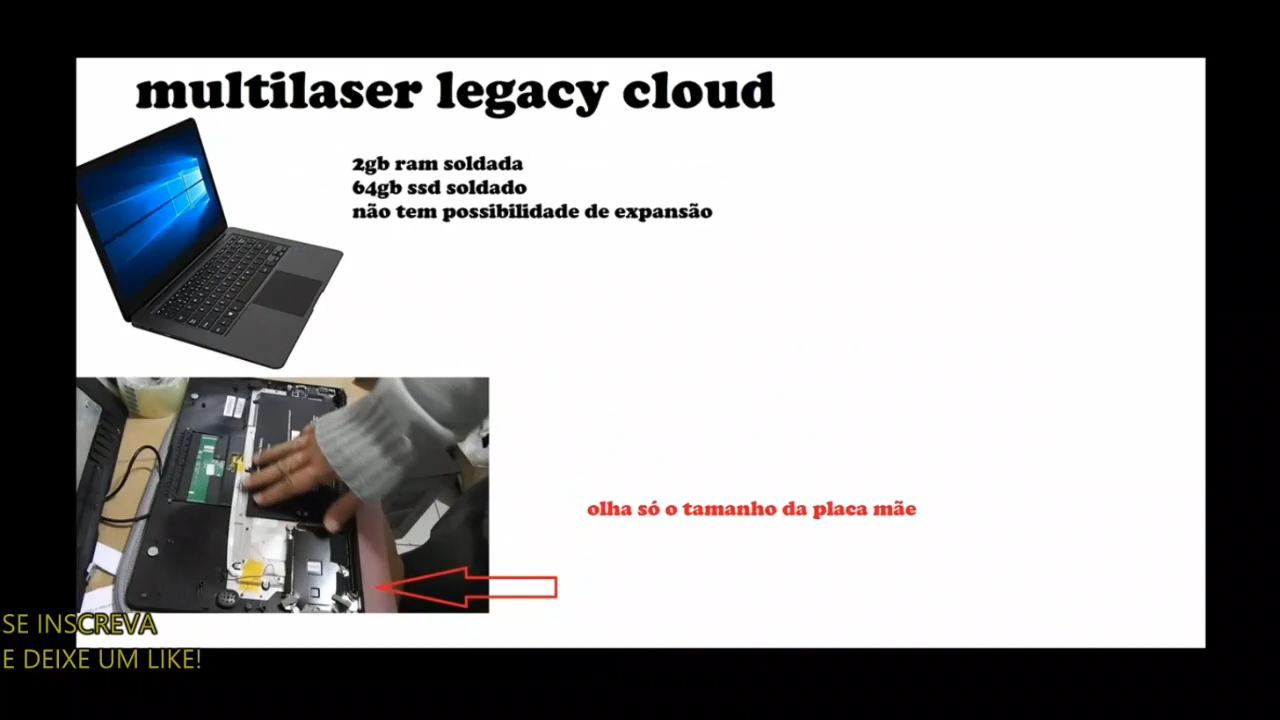 multilaser legacy cloud
2gb ram soldada
64gb ssd soldado
não tem possibilidade de expansão
olha só o tamanho da placa mãe
SE INSCREVA
E DEIXE UM LIKE!